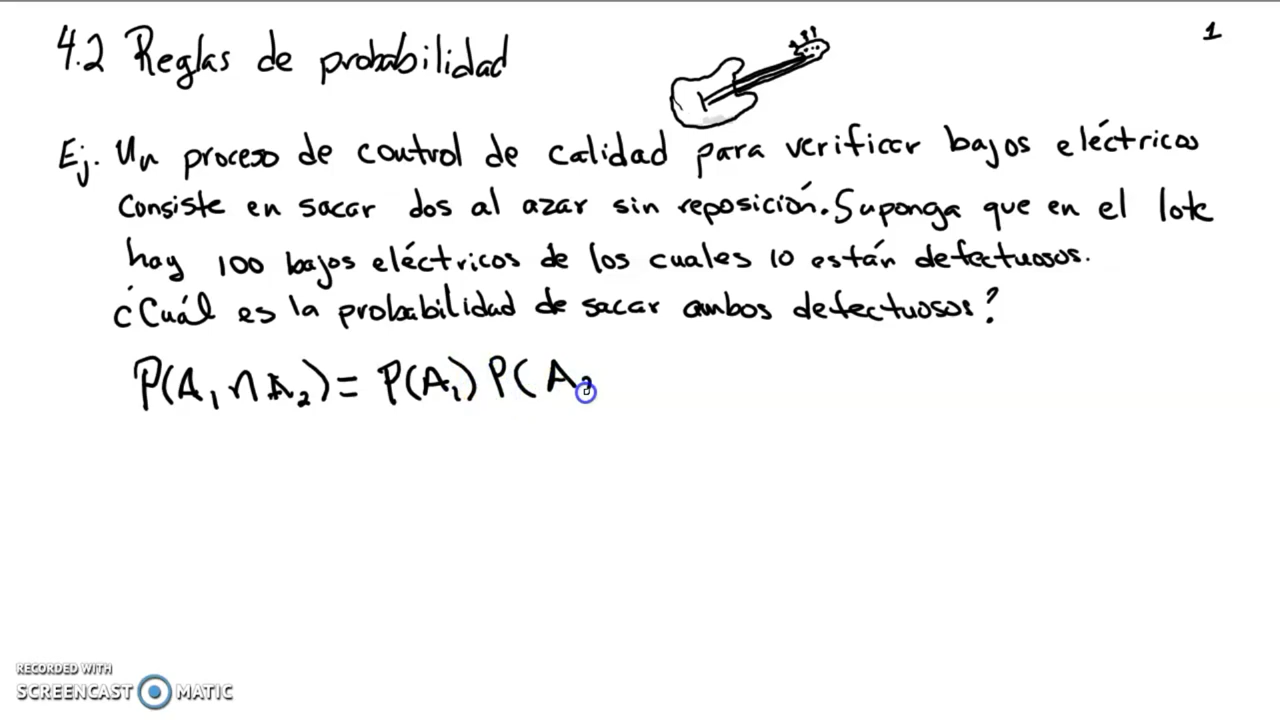 4.2 Reglas de probabilidad
1
Ej. Un proceso de control de calidad para verificar bajos eléctricos
consiste en sacar dos al azar sin reposición. Suponga que en el lote
hay 100 bajos eléctricos de los cuales 10 están defectuosos.
¿Cuál es la probabilidad de sacar ambos defectuosos?
P(A₁ ∩ A₂) = P(A₁) P( A₂
RECORDED WITH
SCREENCAST MATIC